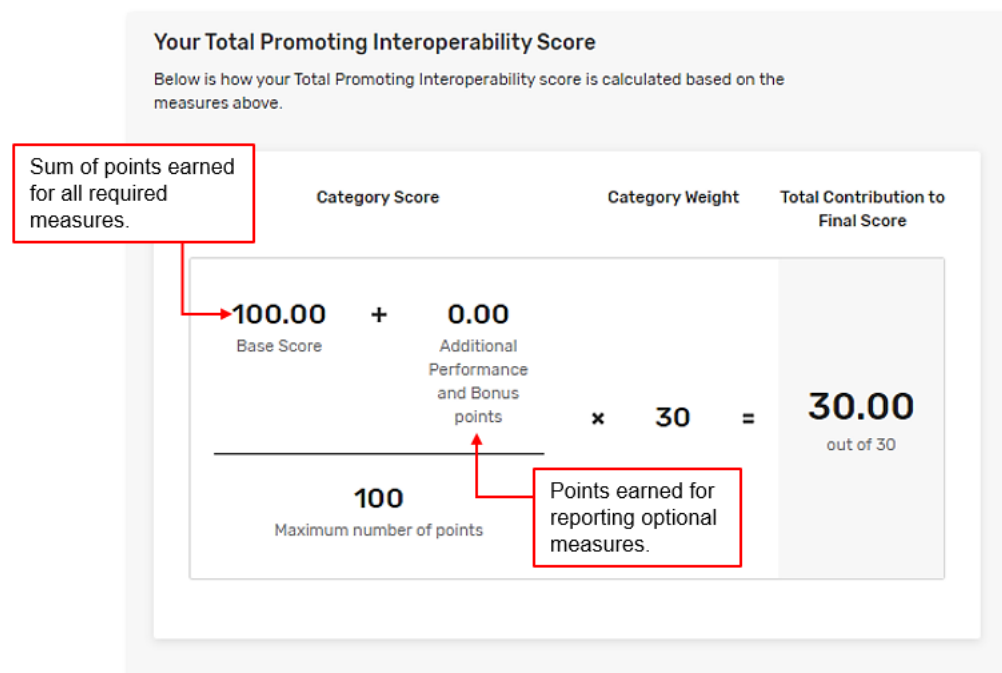 Your Total Promoting Interoperability Score
Below is how your Total Promoting Interoperability score is calculated based on the
measures above.
Sum of points earned
for all required
measures.
Category Score
Category Weight
Total Contribution to
Final Score
100.00 + 0.00
Base Score
Additional
Performance
and Bonus
points
100
Maximum number of points
× 30 =
30.00
out of 30
Points earned for
reporting optional
measures.